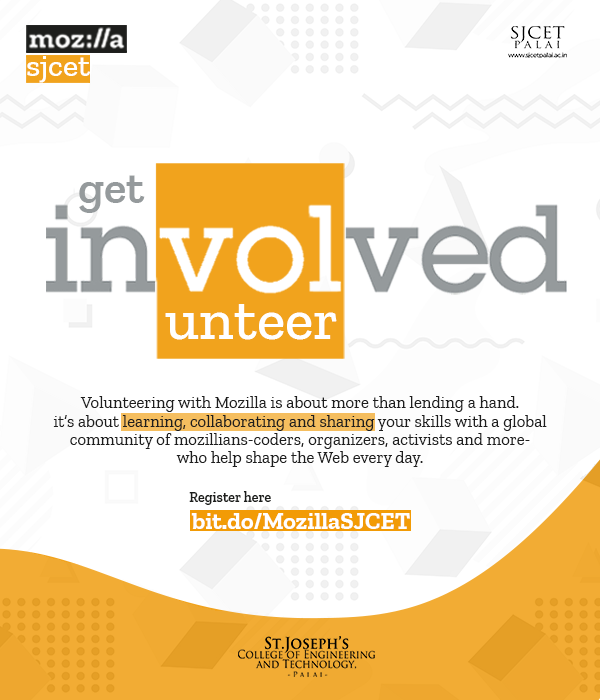 moz://a
sjcet
SJCET
PALAI
www.sjcetpalai.ac.in
get
involved
unteer
Volunteering with Mozilla is about more than lending a hand.
it's about learning, collaborating and sharing your skills with a global
community of mozillians-coders, organizers, activists and more-
who help shape the Web every day.
Register here
bit.do/MozillaSJCET
ST.JOSEPH'S
COLLEGE OF ENGINEERING
AND TECHNOLOGY.
-PALAI-